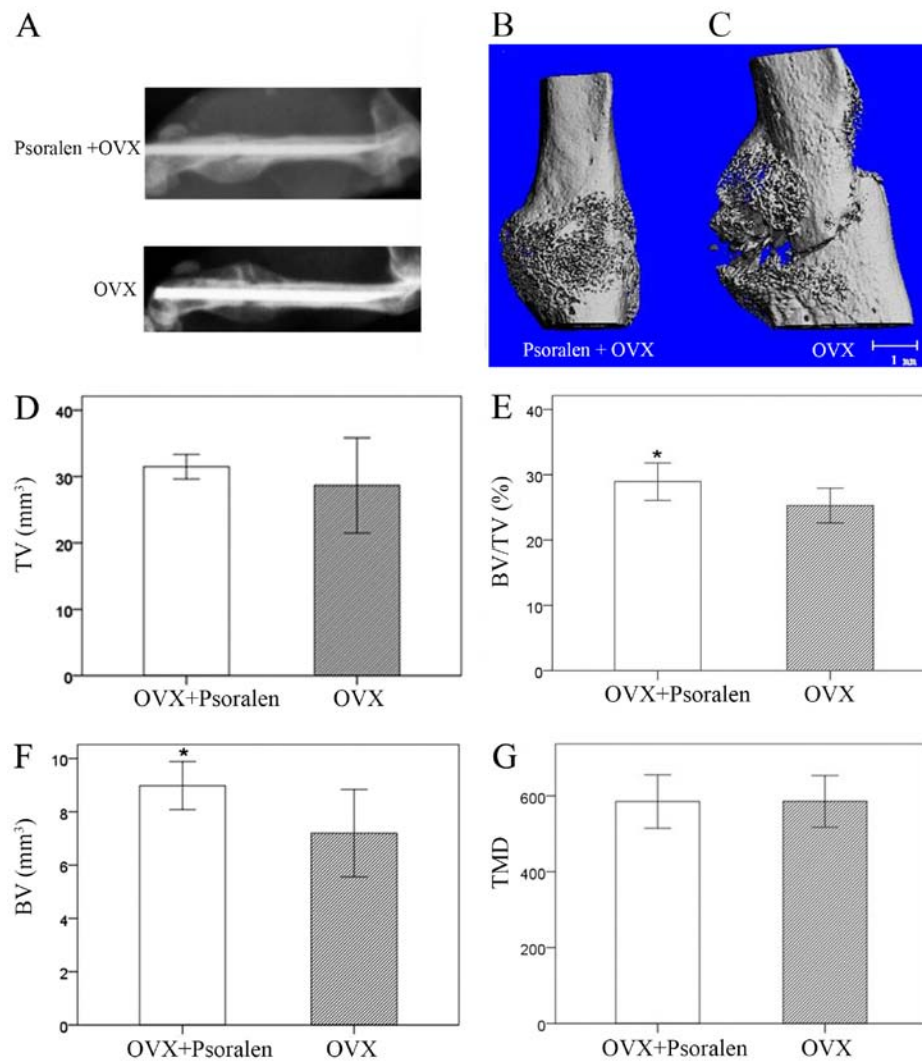 A
B
C
Psoralen +OVX
OVX
Psoralen + OVX
OVX
1 mm
D
TV (mm³)
40
30
20
10
0
OVX+Psoralen
OVX
E
BV/TV (%)
40
30
20
10
0
*
OVX+Psoralen
OVX
F
BV (mm³)
10
8
6
4
2
0
*
OVX+Psoralen
OVX
G
TMD
600
400
200
0
OVX+Psoralen
OVX